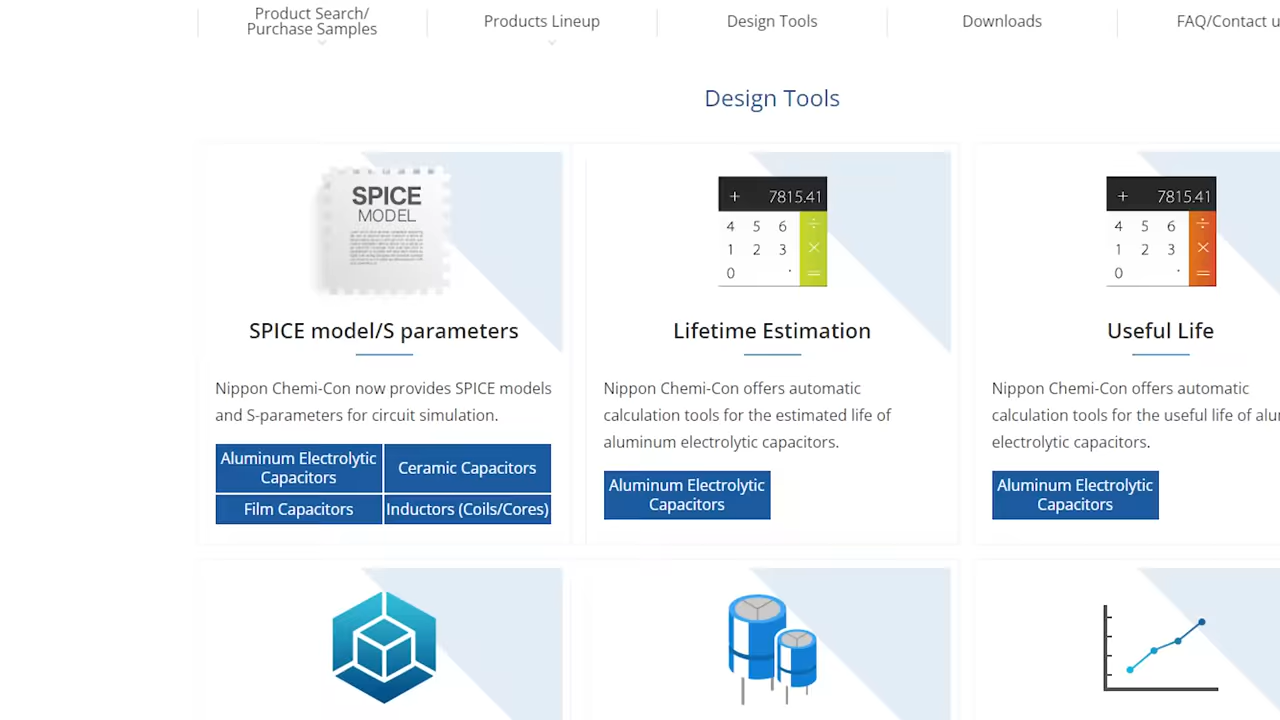 Product Search/
Purchase Samples
Products Lineup
Design Tools
Downloads
FAQ/Contact u
Design Tools
SPICE
MODEL
SPICE model/S parameters
Nippon Chemi-Con now provides SPICE models
and S-parameters for circuit simulation.
Aluminum Electrolytic
Capacitors
Ceramic Capacitors
Film Capacitors
Inductors (Coils/Cores)
+ 7815.41
4 5 6 ÷
1 2 3 ×
0 . =
Lifetime Estimation
Nippon Chemi-Con offers automatic
calculation tools for the estimated life of
aluminum electrolytic capacitors.
Aluminum Electrolytic
Capacitors
+ 7815.41
4 5 6 ÷
1 2 3 ×
0 . =
Useful Life
Nippon Chemi-Con offers automatic
calculation tools for the useful life of alu
electrolytic capacitors.
Aluminum Electrolytic
Capacitors